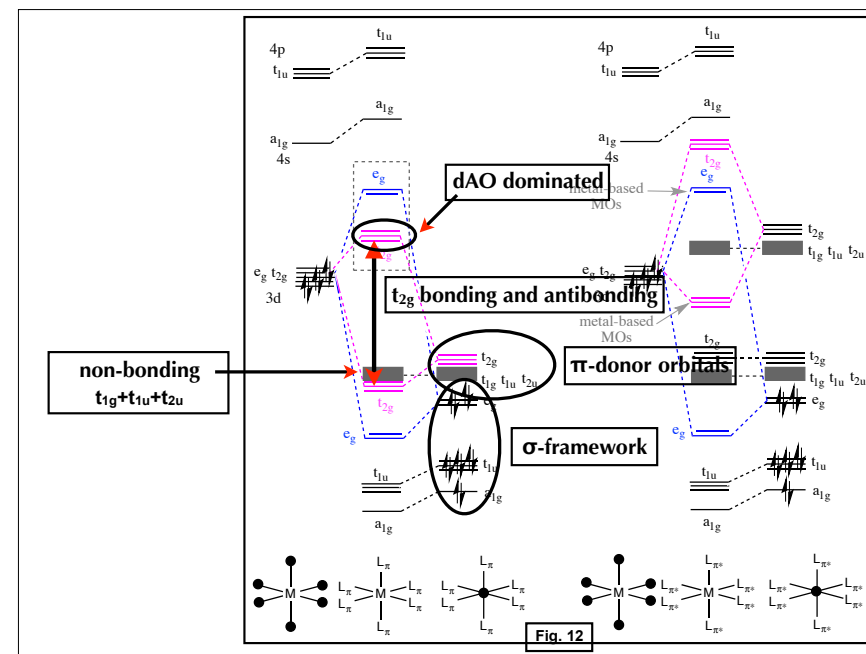 t1u
4p
t1u
a1g
a1g
4s
eg
dAO dominated
t2g
eg t2g
3d
t2g bonding and antibonding
non-bonding
t1g+t1u+t2u
t2g
t2g
t1g t1u t2u
π-donor orbitals
eg
eg
σ-framework
t1u
t1u
a1g
a1g
t1u
4p
t1u
a1g
a1g
4s
t2g
eg
metal-based
MOs
t2g
t1g t1u t2u
eg t2g
3d
metal-based
MOs
t2g
t2g
t1g t1u t2u
eg
eg
t1u
t1u
a1g
a1g
M
Lπ
Lπ Lπ
M
Lπ Lπ
Lπ
Lπ
Lπ Lπ
Lπ Lπ
Lπ
M
Lπ*
Lπ* Lπ*
M
Lπ* Lπ*
Lπ*
Lπ*
Lπ* Lπ*
Lπ* Lπ*
Lπ*
Fig. 12